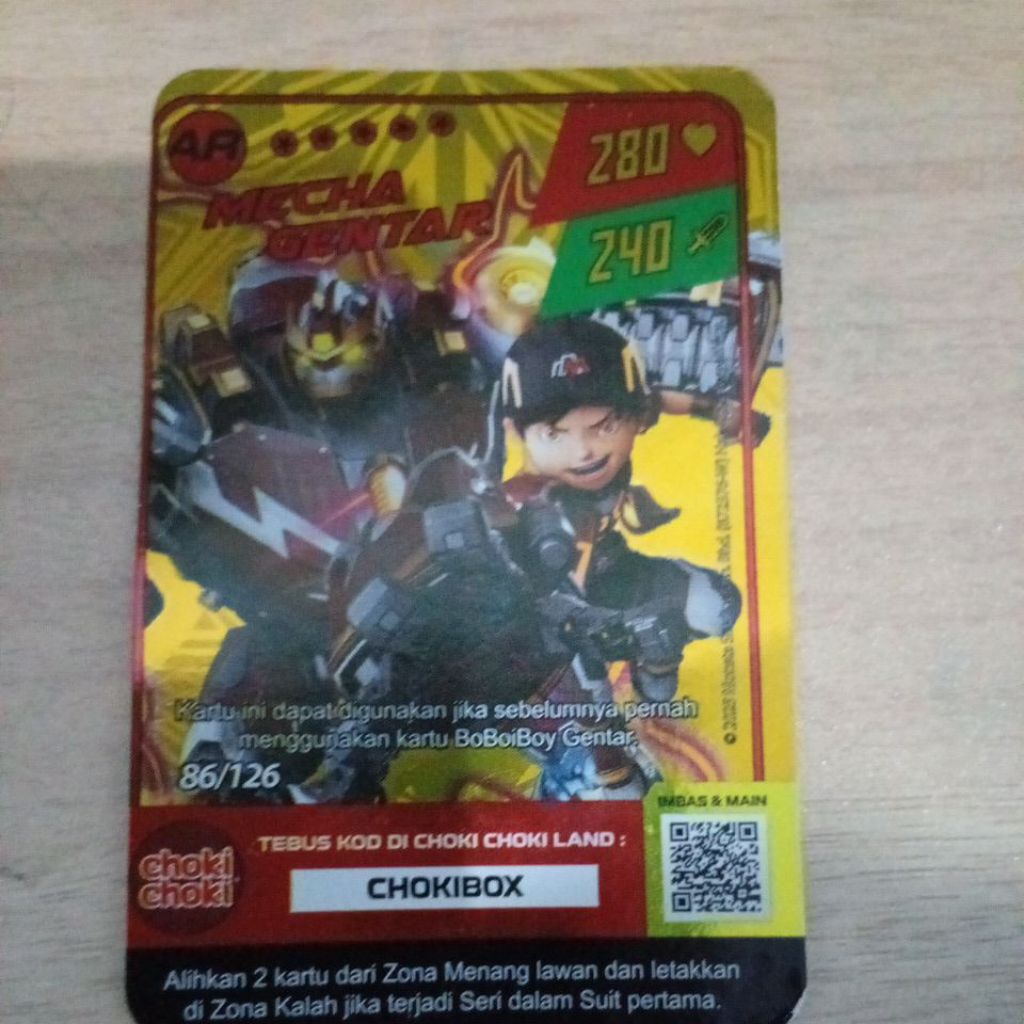 AR
280
MECHA
GENTAR
240
Kartu ini dapat digunakan jika sebelumnya pernah
menggunakan kartu BoBoiBoy Gentar
86/126
IMBAS & MAIN
TEBUS KOD DI CHOKI CHOKI LAND :
choki
choki
CHOKIBOX
Alihkan 2 kartu dari Zona Menang lawan dan letakkan
di Zona Kalah jika terjadi Seri dalam Suit pertama.